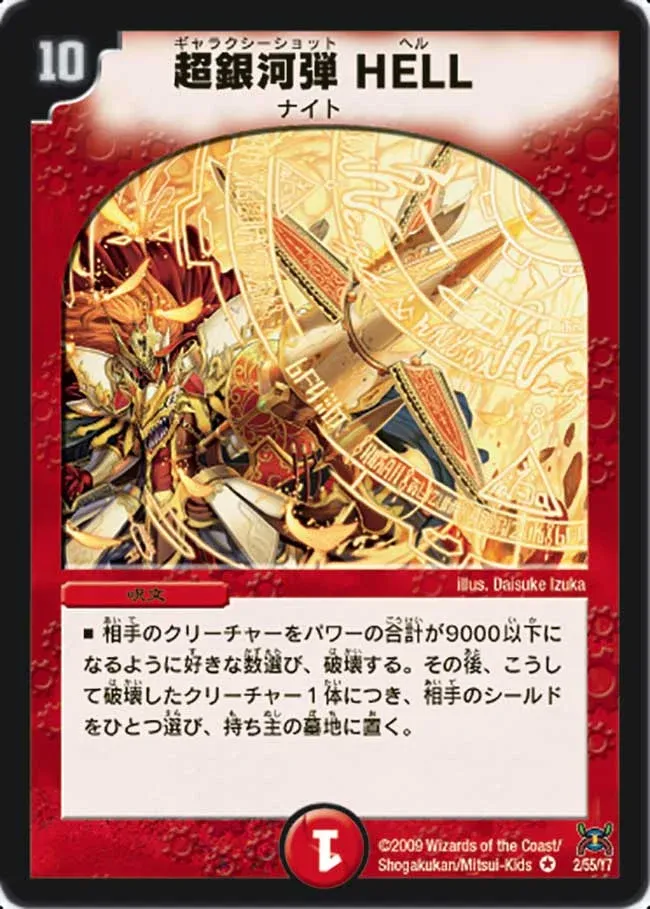 10
ギャラクシーショット ヘル
超銀河弾 HELL
ナイト
illus. Daisuke Izuka
呪文
■ 相手のクリーチャーをパワーの合計が9000以下に
なるように好きな数選び、破壊する。その後、こうし
て破壊したクリーチャー1体につき、相手のシールド
をひとつ選び、持ち主の墓地に置く。
1
©2009 Wizards of the Coast/
Shogakukan/Mitsui-Kids
2/55/Y7